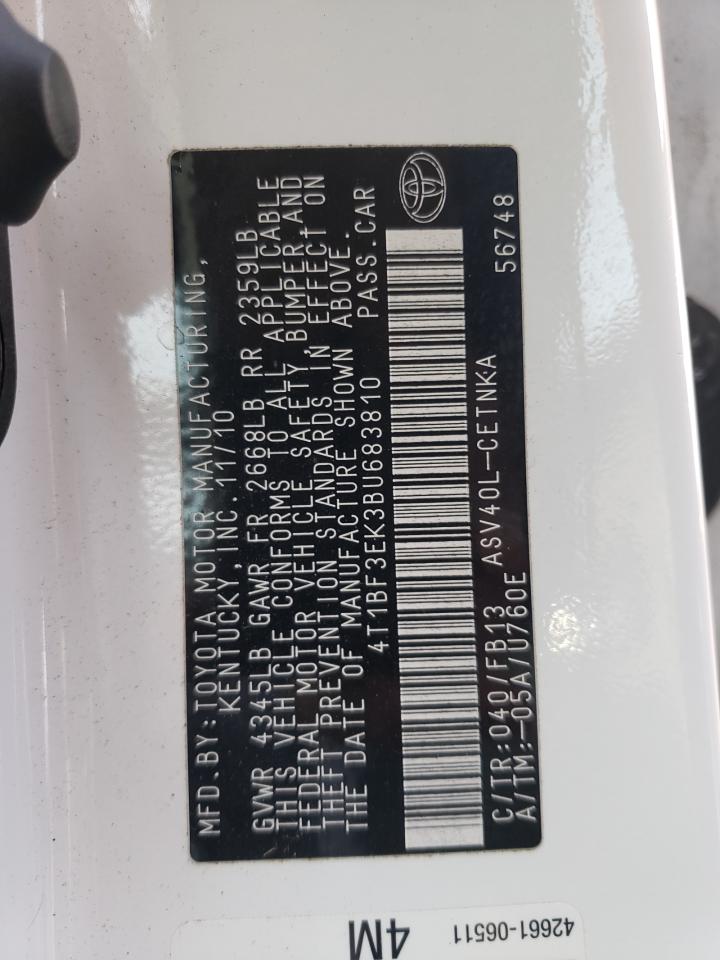 MFD.BY:TOYOTA MOTOR MANUFACTURING,
KENTUCKY,INC.11/10
GVWR 4345LB GAWR FR 2668LB RR 2359LB
THIS VEHICLE CONFORMS TO ALL APPLICABLE
FEDERAL MOTOR VEHICLE SAFETY,BUMPER,AND
THEFT PREVENTION STANDARDS IN EFFECT ON
THE DATE OF MANUFACTURE SHOWN ABOVE.
4T1BF3EK3BU683810 PASS.CAR
C/TR:040/FB13 ASV40L-CETNKA 56748
A/TM:-05A/U760E
42661-06511
4M